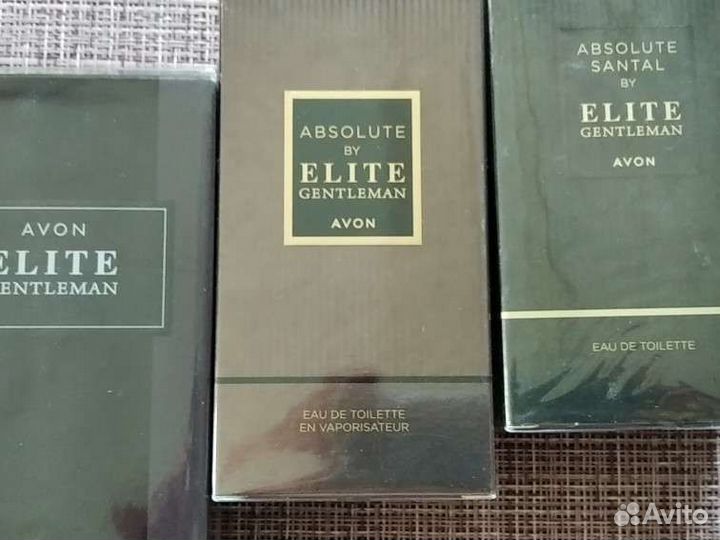 AVON
ELITE
GENTLEMAN
ABSOLUTE
BY
ELITE
GENTLEMAN
AVON
EAU DE TOILETTE
EN VAPORISATEUR
ABSOLUTE
SANTAL
BY
ELITE
GENTLEMAN
AVON
EAU DE TOILETTE
Avito